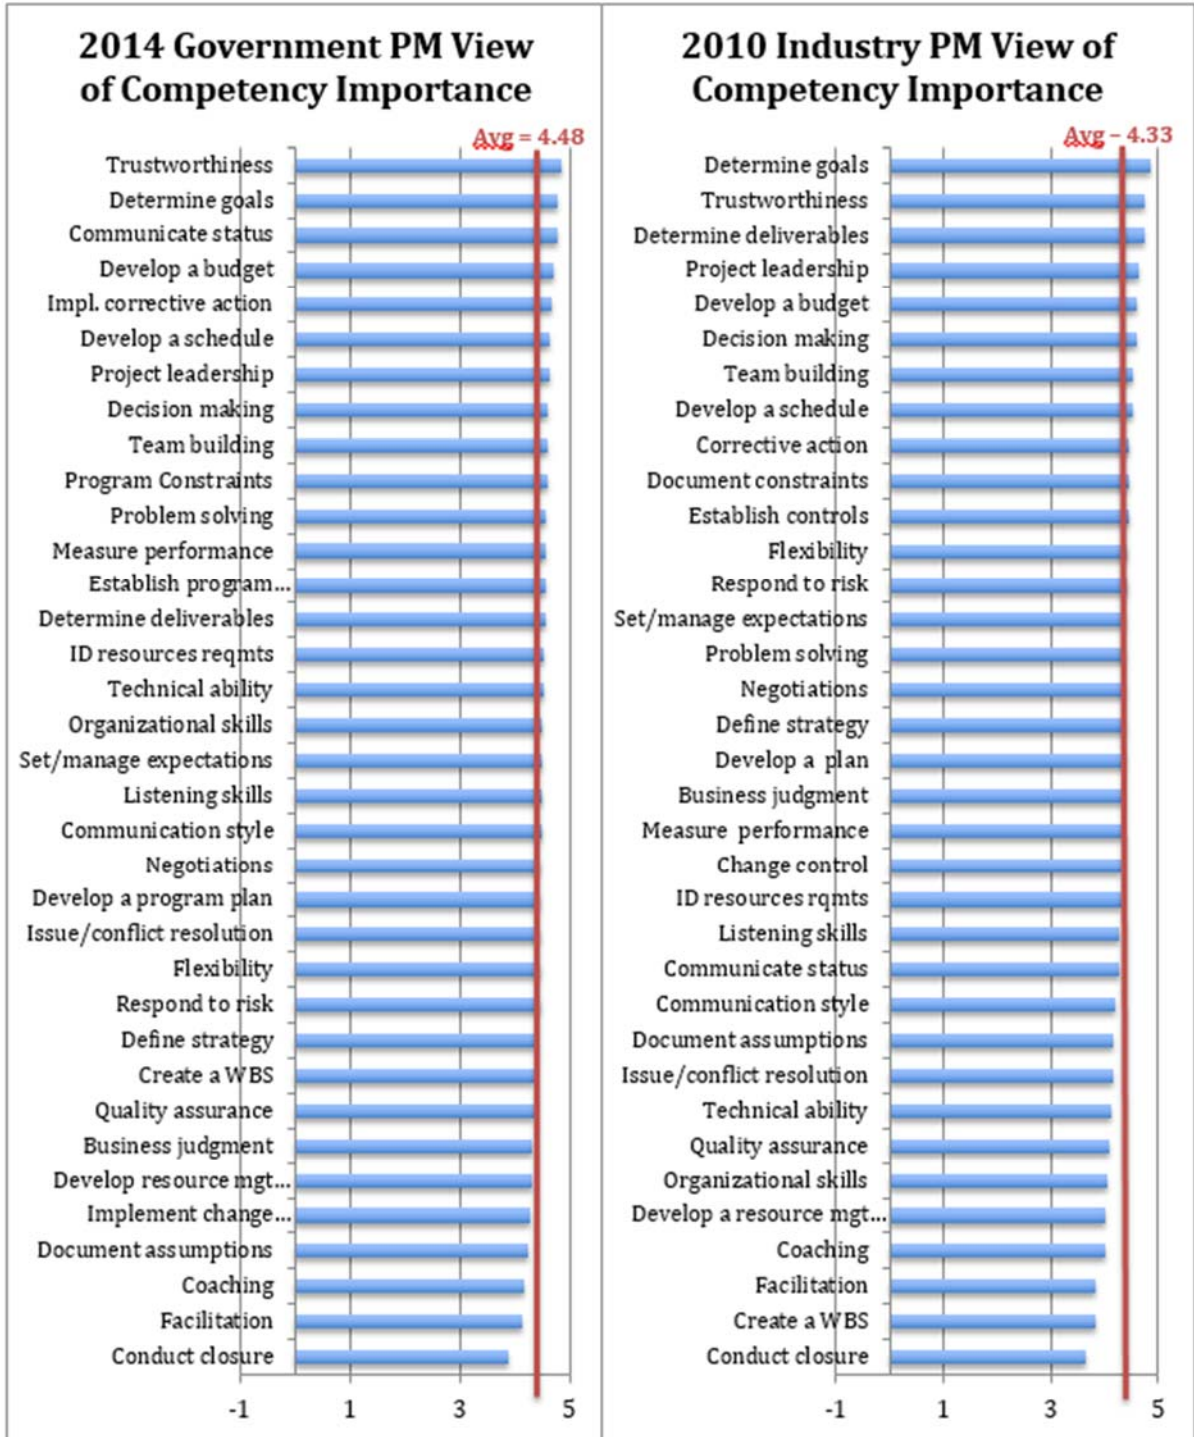 2014 Government PM View
of Competency Importance
Avg = 4.48
Trustworthiness
Determine goals
Communicate status
Develop a budget
Impl. corrective action
Develop a schedule
Project leadership
Decision making
Team building
Program Constraints
Problem solving
Measure performance
Establish program...
Determine deliverables
ID resources reqmts
Technical ability
Organizational skills
Set/manage expectations
Listening skills
Communication style
Negotiations
Develop a program plan
Issue/conflict resolution
Flexibility
Respond to risk
Define strategy
Create a WBS
Quality assurance
Business judgment
Develop resource mgt...
Implement change...
Document assumptions
Coaching
Facilitation
Conduct closure
-1 1 3 5
2010 Industry PM View of
Competency Importance
Avg – 4.33
Determine goals
Trustworthiness
Determine deliverables
Project leadership
Develop a budget
Decision making
Team building
Develop a schedule
Corrective action
Document constraints
Establish controls
Flexibility
Respond to risk
Set/manage expectations
Problem solving
Negotiations
Define strategy
Develop a plan
Business judgment
Measure performance
Change control
ID resources rqmts
Listening skills
Communicate status
Communication style
Document assumptions
Issue/conflict resolution
Technical ability
Quality assurance
Organizational skills
Develop a resource mgt...
Coaching
Facilitation
Create a WBS
Conduct closure
-1 1 3 5